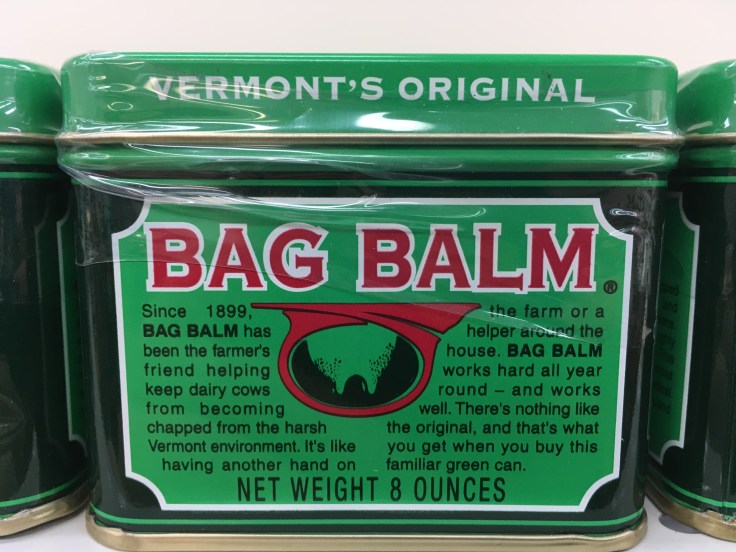 VERMONT'S ORIGINAL
BAG BALM®
Since 1899,
BAG BALM has
been the farmer's
friend helping
keep dairy cows
from becoming
chapped from the harsh
Vermont environment. It's like
having another hand on
the farm or a
helper around the
house. BAG BALM
works hard all year
round – and works
well. There's nothing like
the original, and that's what
you get when you buy this
familiar green can.
NET WEIGHT 8 OUNCES